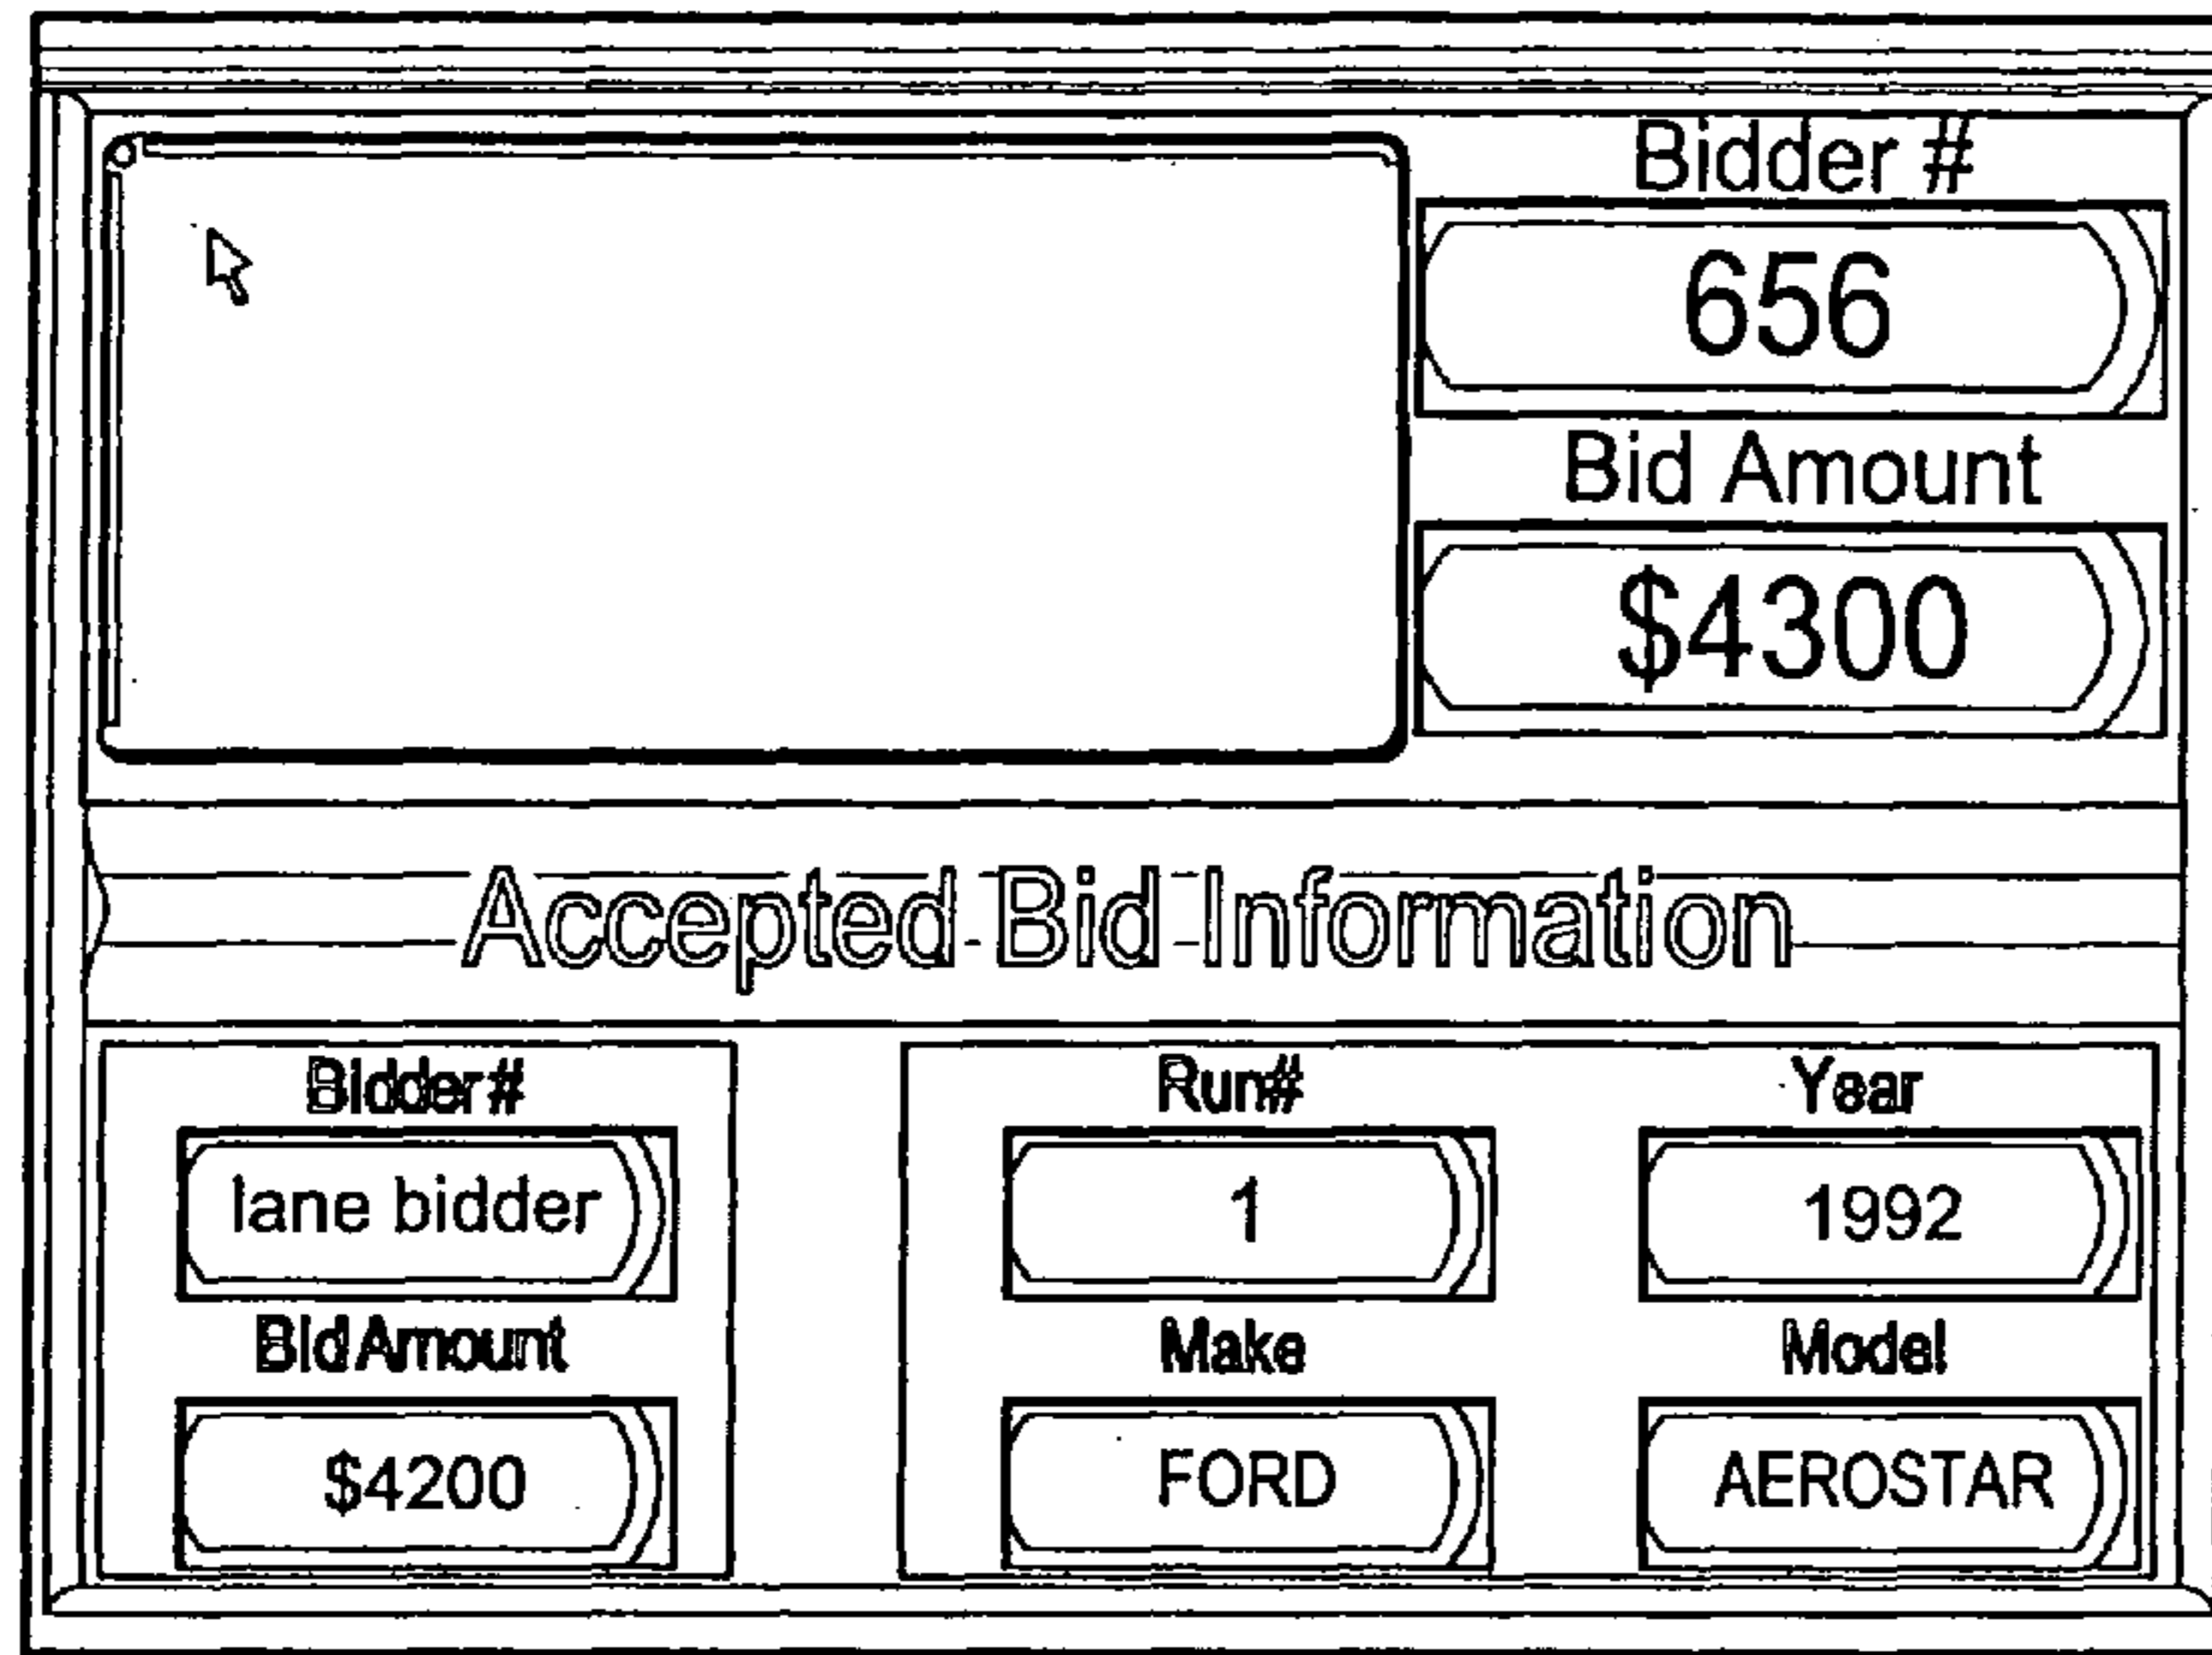 Bidder #
656
Bid Amount
$4300
Accepted Bid Information
Bidder# Run# Year
lane bidder 1 1992
Bid Amount Make Model
$4200 FORD AEROSTAR